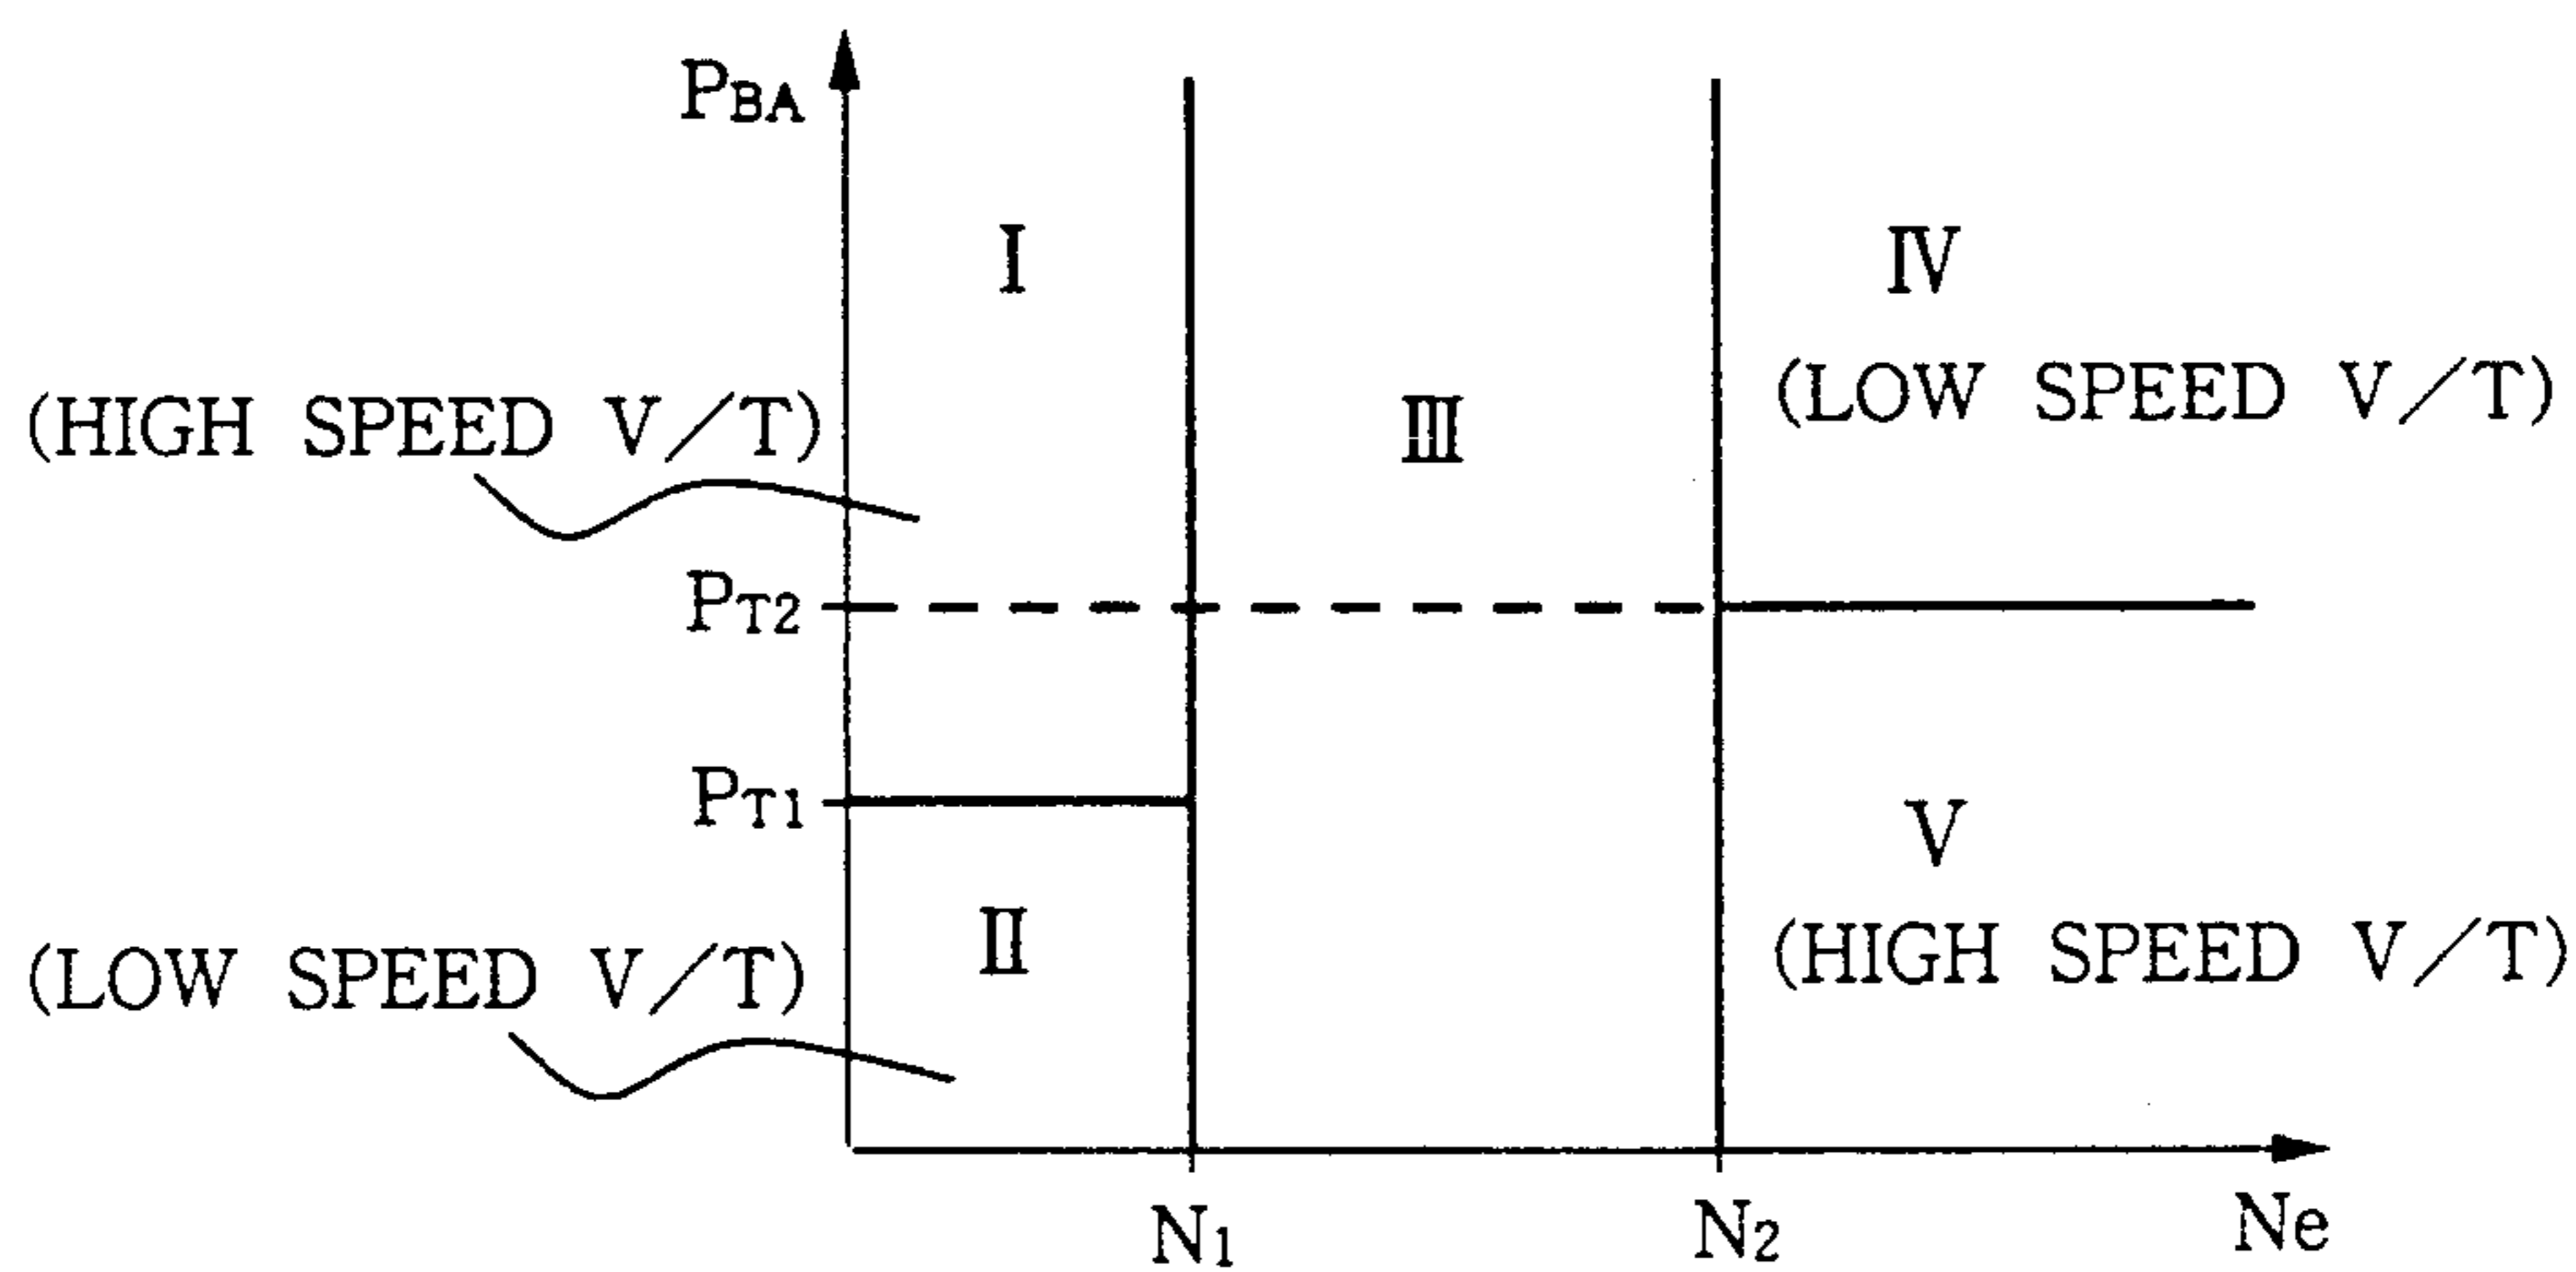 PBA
I
IV
(HIGH SPEED V/T)
III
(LOW SPEED V/T)
PT2
PT1
V
II
(LOW SPEED V/T)
(HIGH SPEED V/T)
N1
N2
Ne